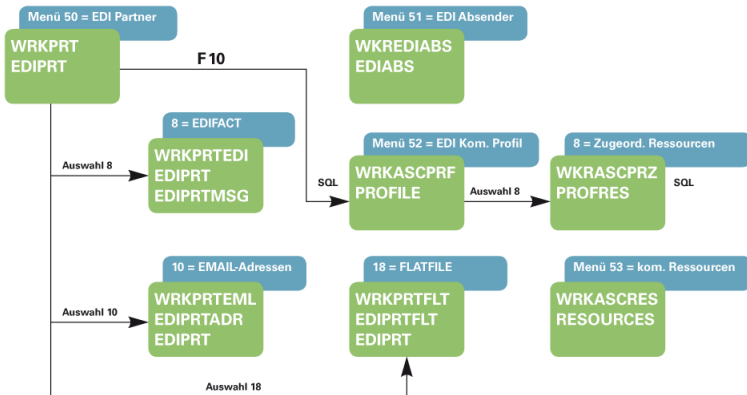 Menü 50 = EDI Partner
WRKPRT
EDIPRT
F 10
Menü 51 = EDI Absender
WKREDIABS
EDIABS
8 = EDIFACT
Auswahl 8
WRKPRTEDI
EDIPRT
EDIPRTMSG
SQL
Menü 52 = EDI Kom. Profil
WRKASCPRF
PROFILE
Auswahl 8
8 = Zugeord. Ressourcen
WKRASCPRZ
PROFRES
SQL
10 = EMAIL-Adressen
Auswahl 10
WRKPRTEML
EDIPRTADR
EDIPRT
18 = FLATFILE
WRKPRTFLT
EDIPRTFLT
EDIPRT
Menü 53 = kom. Ressourcen
WRKASCRES
RESOURCES
Auswahl 18